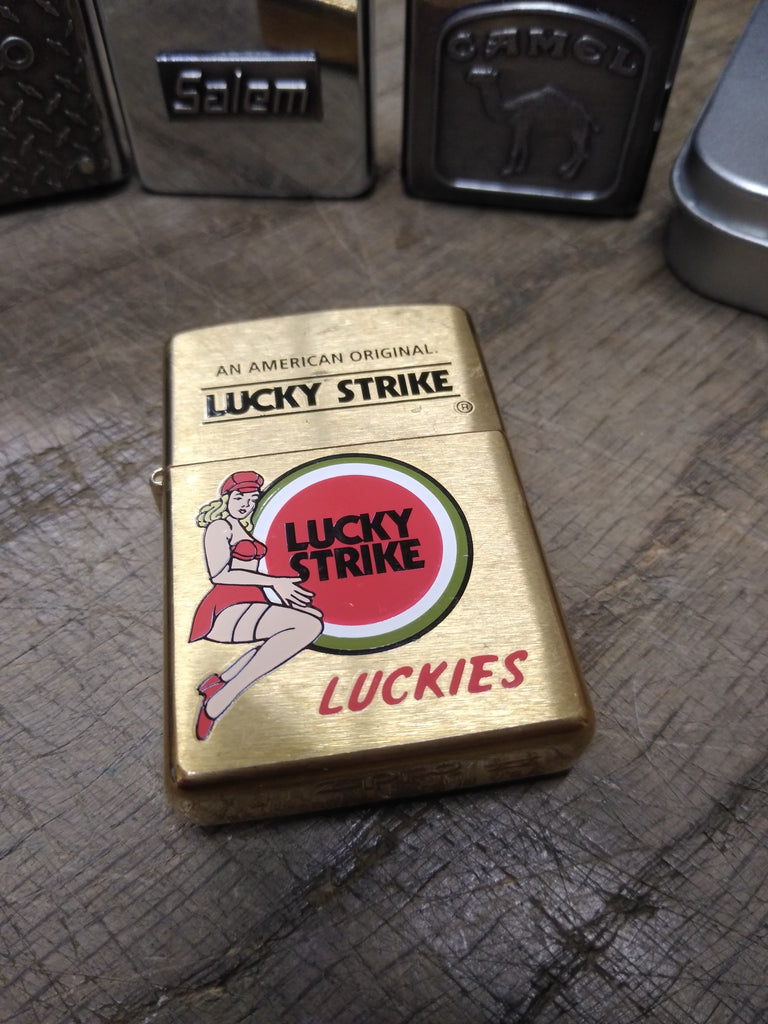 Salem
CAMEL
AN AMERICAN ORIGINAL.
LUCKY STRIKE
®
LUCKY
STRIKE
LUCKIES